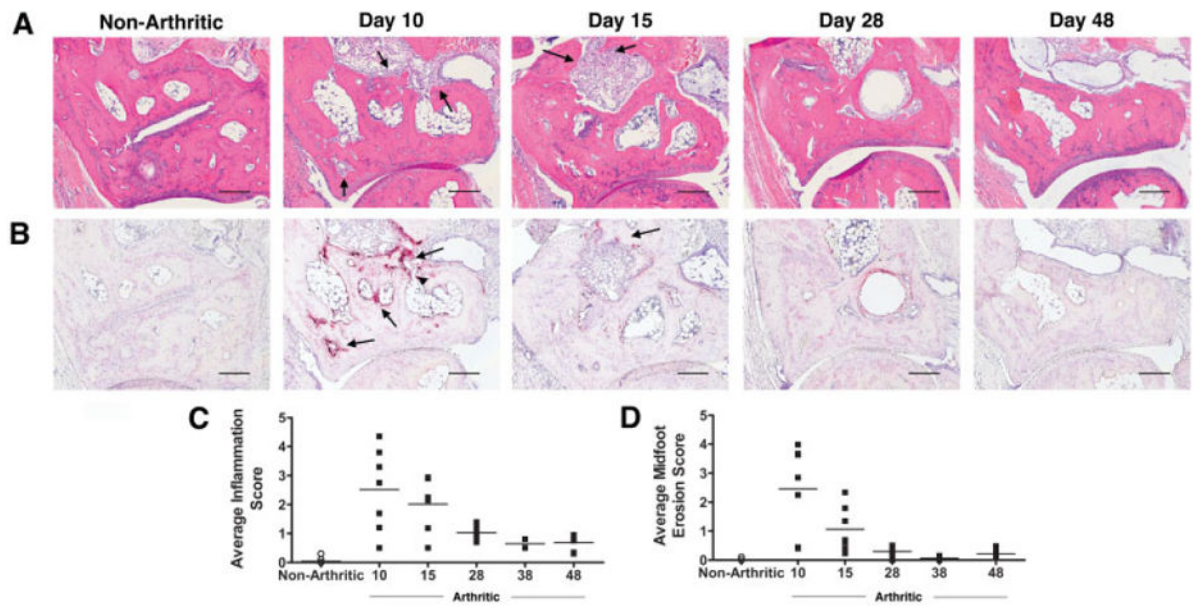 A
Non-Arthritic
Day 10
Day 15
Day 28
Day 48
B
C
Average Inflammation
Score
5
4
3
2
1
0
Non-Arthritic
10
15
28
38
48
Arthritic
D
Average Midfoot
Erosion Score
5
4
3
2
1
0
Non-Arthritic
10
15
28
38
48
Arthritic